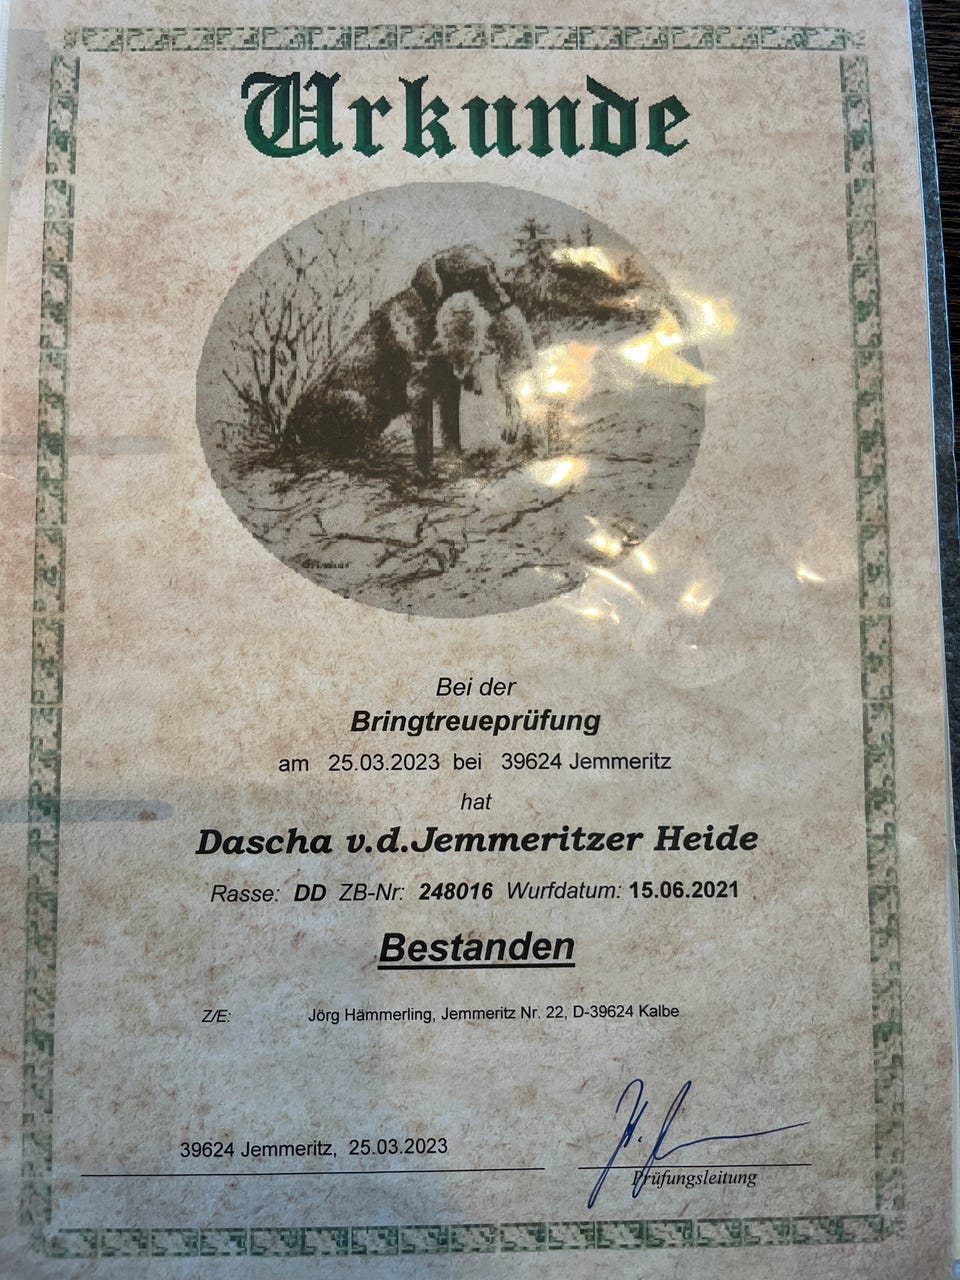 Urkunde
Bei der
Bringtreueprüfung
am 25.03.2023 bei 39624 Jemmeritz
hat
Dascha v.d.Jemmeritzer Heide
Rasse: DD ZB-Nr: 248016 Wurfdatum: 15.06.2021
Bestanden
Z/E: Jörg Hämmerling, Jemmeritz Nr. 22, D-39624 Kalbe
39624 Jemmeritz, 25.03.2023
Prüfungsleitung